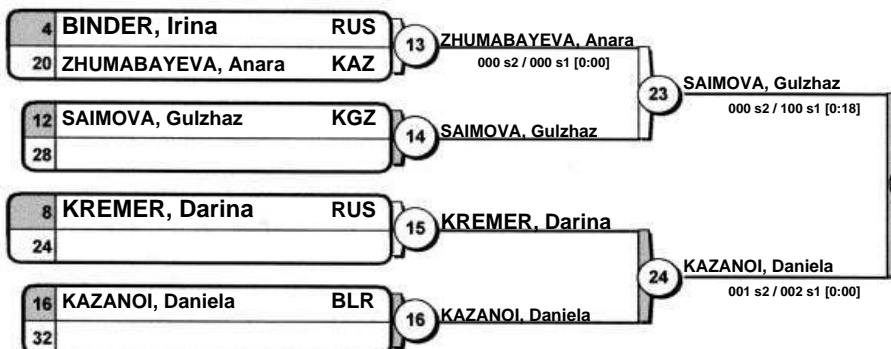 4 BINDER, Irina RUS
20 ZHUMABAYEVA, Anara KAZ
13
ZHUMABAYEVA, Anara
000 s2 / 000 s1 [0:00]
12 SAIMOVA, Gulzhaz KGZ
28
14
SAIMOVA, Gulzhaz
23
SAIMOVA, Gulzhaz
000 s2 / 100 s1 [0:18]
8 KREMER, Darina RUS
24
15
KREMER, Darina
16 KAZANOI, Daniela BLR
32
16
KAZANOI, Daniela
24
KAZANOI, Daniela
001 s2 / 002 s1 [0:00]